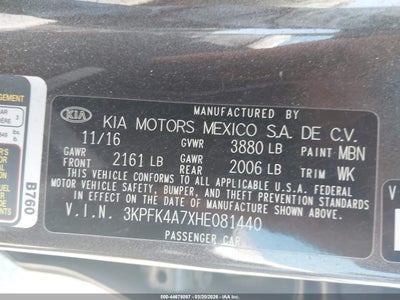 MANUFACTURED BY
KIA KIA MOTORS MEXICO S.A. DE C.V.
11/16 GVWR 3880 LB PAINT MBN
GAWR FRONT 2161 LB GAWR REAR 2006 LB TRIM WK
THIS VEHICLE CONFORMS TO ALL U.S.A. FEDERAL
MOTOR VEHICLE SAFETY, BUMPER, AND THEFT
PREVENTION STANDARDS IN EFFECT ON THE DATE OF
MANUFACTURE SHOWN ABOVE.
V.I.N. 3KPFK4A7XHE081440
PASSENGER CAR
B760